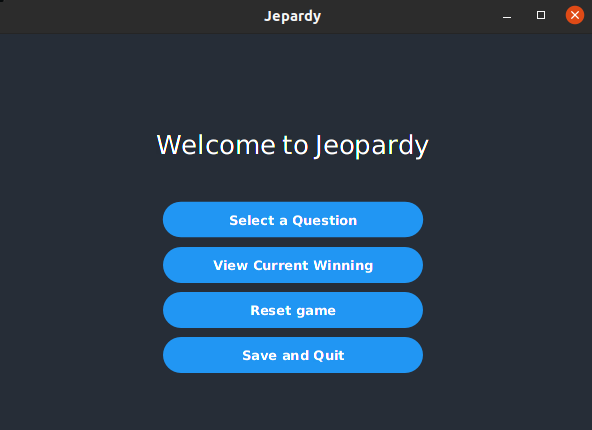 Jepardy
Welcome to Jeopardy
Select a Question
View Current Winning
Reset game
Save and Quit